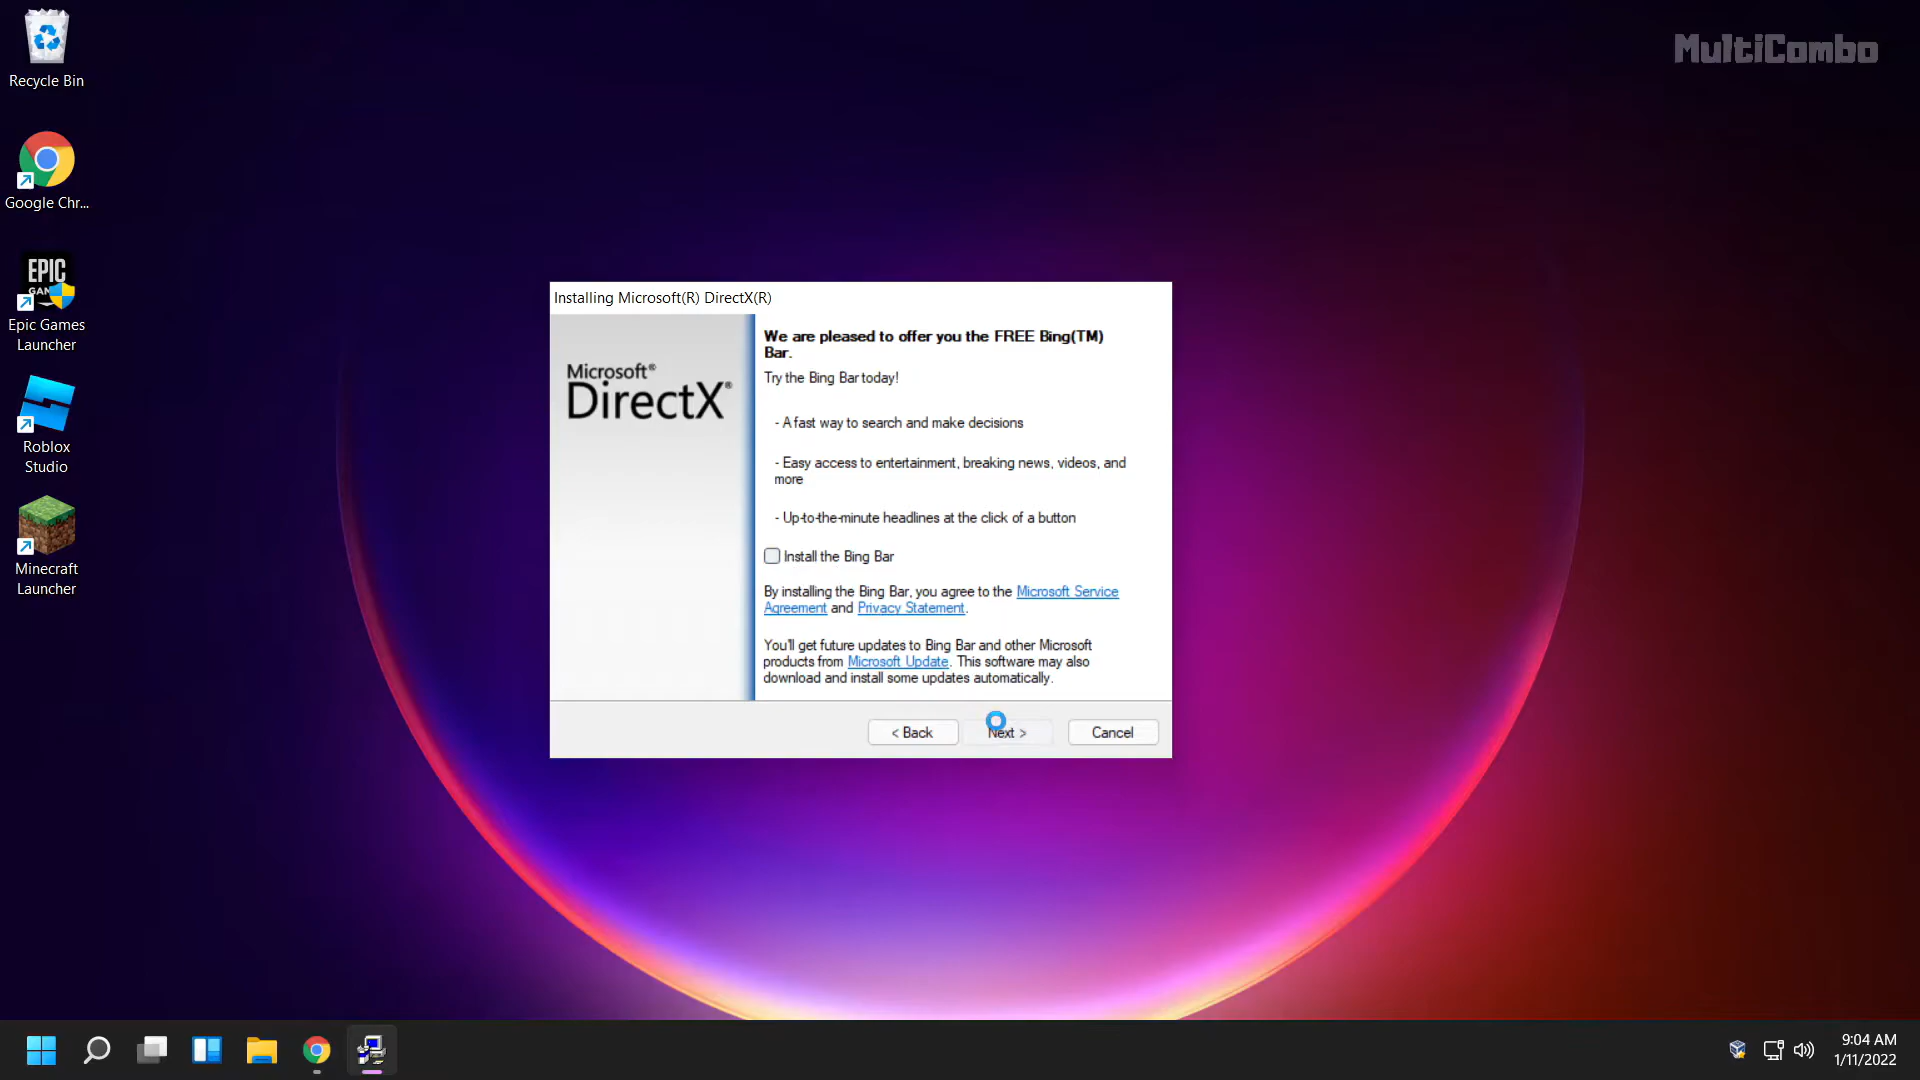 Recycle Bin
Google Chr...
EPIC
GAM
Epic Games
Launcher
Roblox
Studio
Minecraft
Launcher
MultiCombo
Installing Microsoft(R) DirectX(R)
Microsoft®
DirectX®
We are pleased to offer you the FREE Bing(TM)
Bar.
Try the Bing Bar today!
- A fast way to search and make decisions
- Easy access to entertainment, breaking news, videos, and
more
- Up-to-the-minute headlines at the click of a button
Install the Bing Bar
By installing the Bing Bar, you agree to the Microsoft Service
Agreement and Privacy Statement.
You'll get future updates to Bing Bar and other Microsoft
products from Microsoft Update. This software may also
download and install some updates automatically.
< Back
Next >
Cancel
9:04 AM
1/11/2022